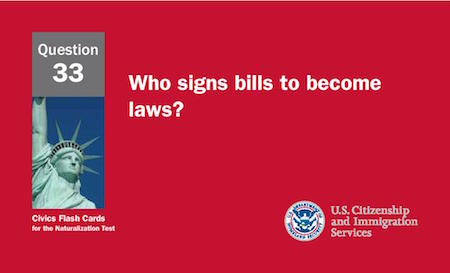 Question
33
Who signs bills to become
laws?
Civics Flash Cards
for the Naturalization Test
U.S. Citizenship
and Immigration
Services